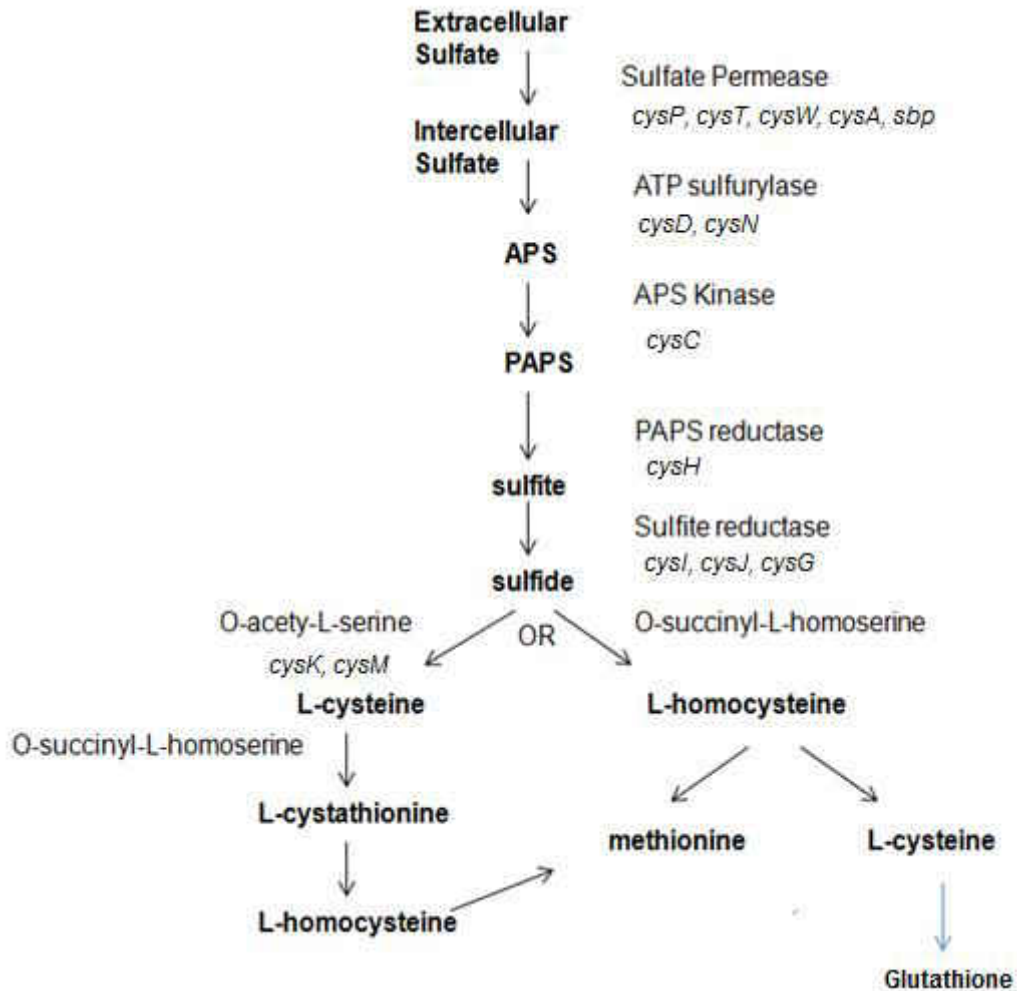 Extracellular
Sulfate
Sulfate Permease
cysP, cysT, cysW, cysA, sbp
Intercellular
Sulfate
ATP sulfurylase
cysD, cysN
APS
APS Kinase
cysC
PAPS
PAPS reductase
cysH
sulfite
Sulfite reductase
cysI, cysJ, cysG
sulfide
O-acety-L-serine
OR
O-succinyl-L-homoserine
cysK, cysM
L-cysteine
L-homocysteine
O-succinyl-L-homoserine
L-cystathionine
methionine
L-cysteine
L-homocysteine
Glutathione